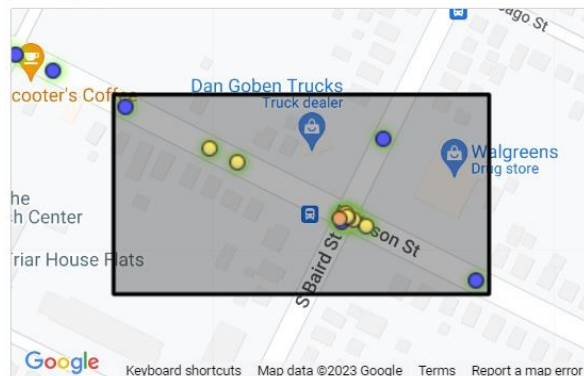 ago St
cooter's Coffe
Dan Goben Trucks
Truck dealer
Walgreens
Drug store
he
h Center
riar House Flats
S Baird St
son St
Google
Keyboard shortcuts Map data ©2023 Google Terms Report a map error